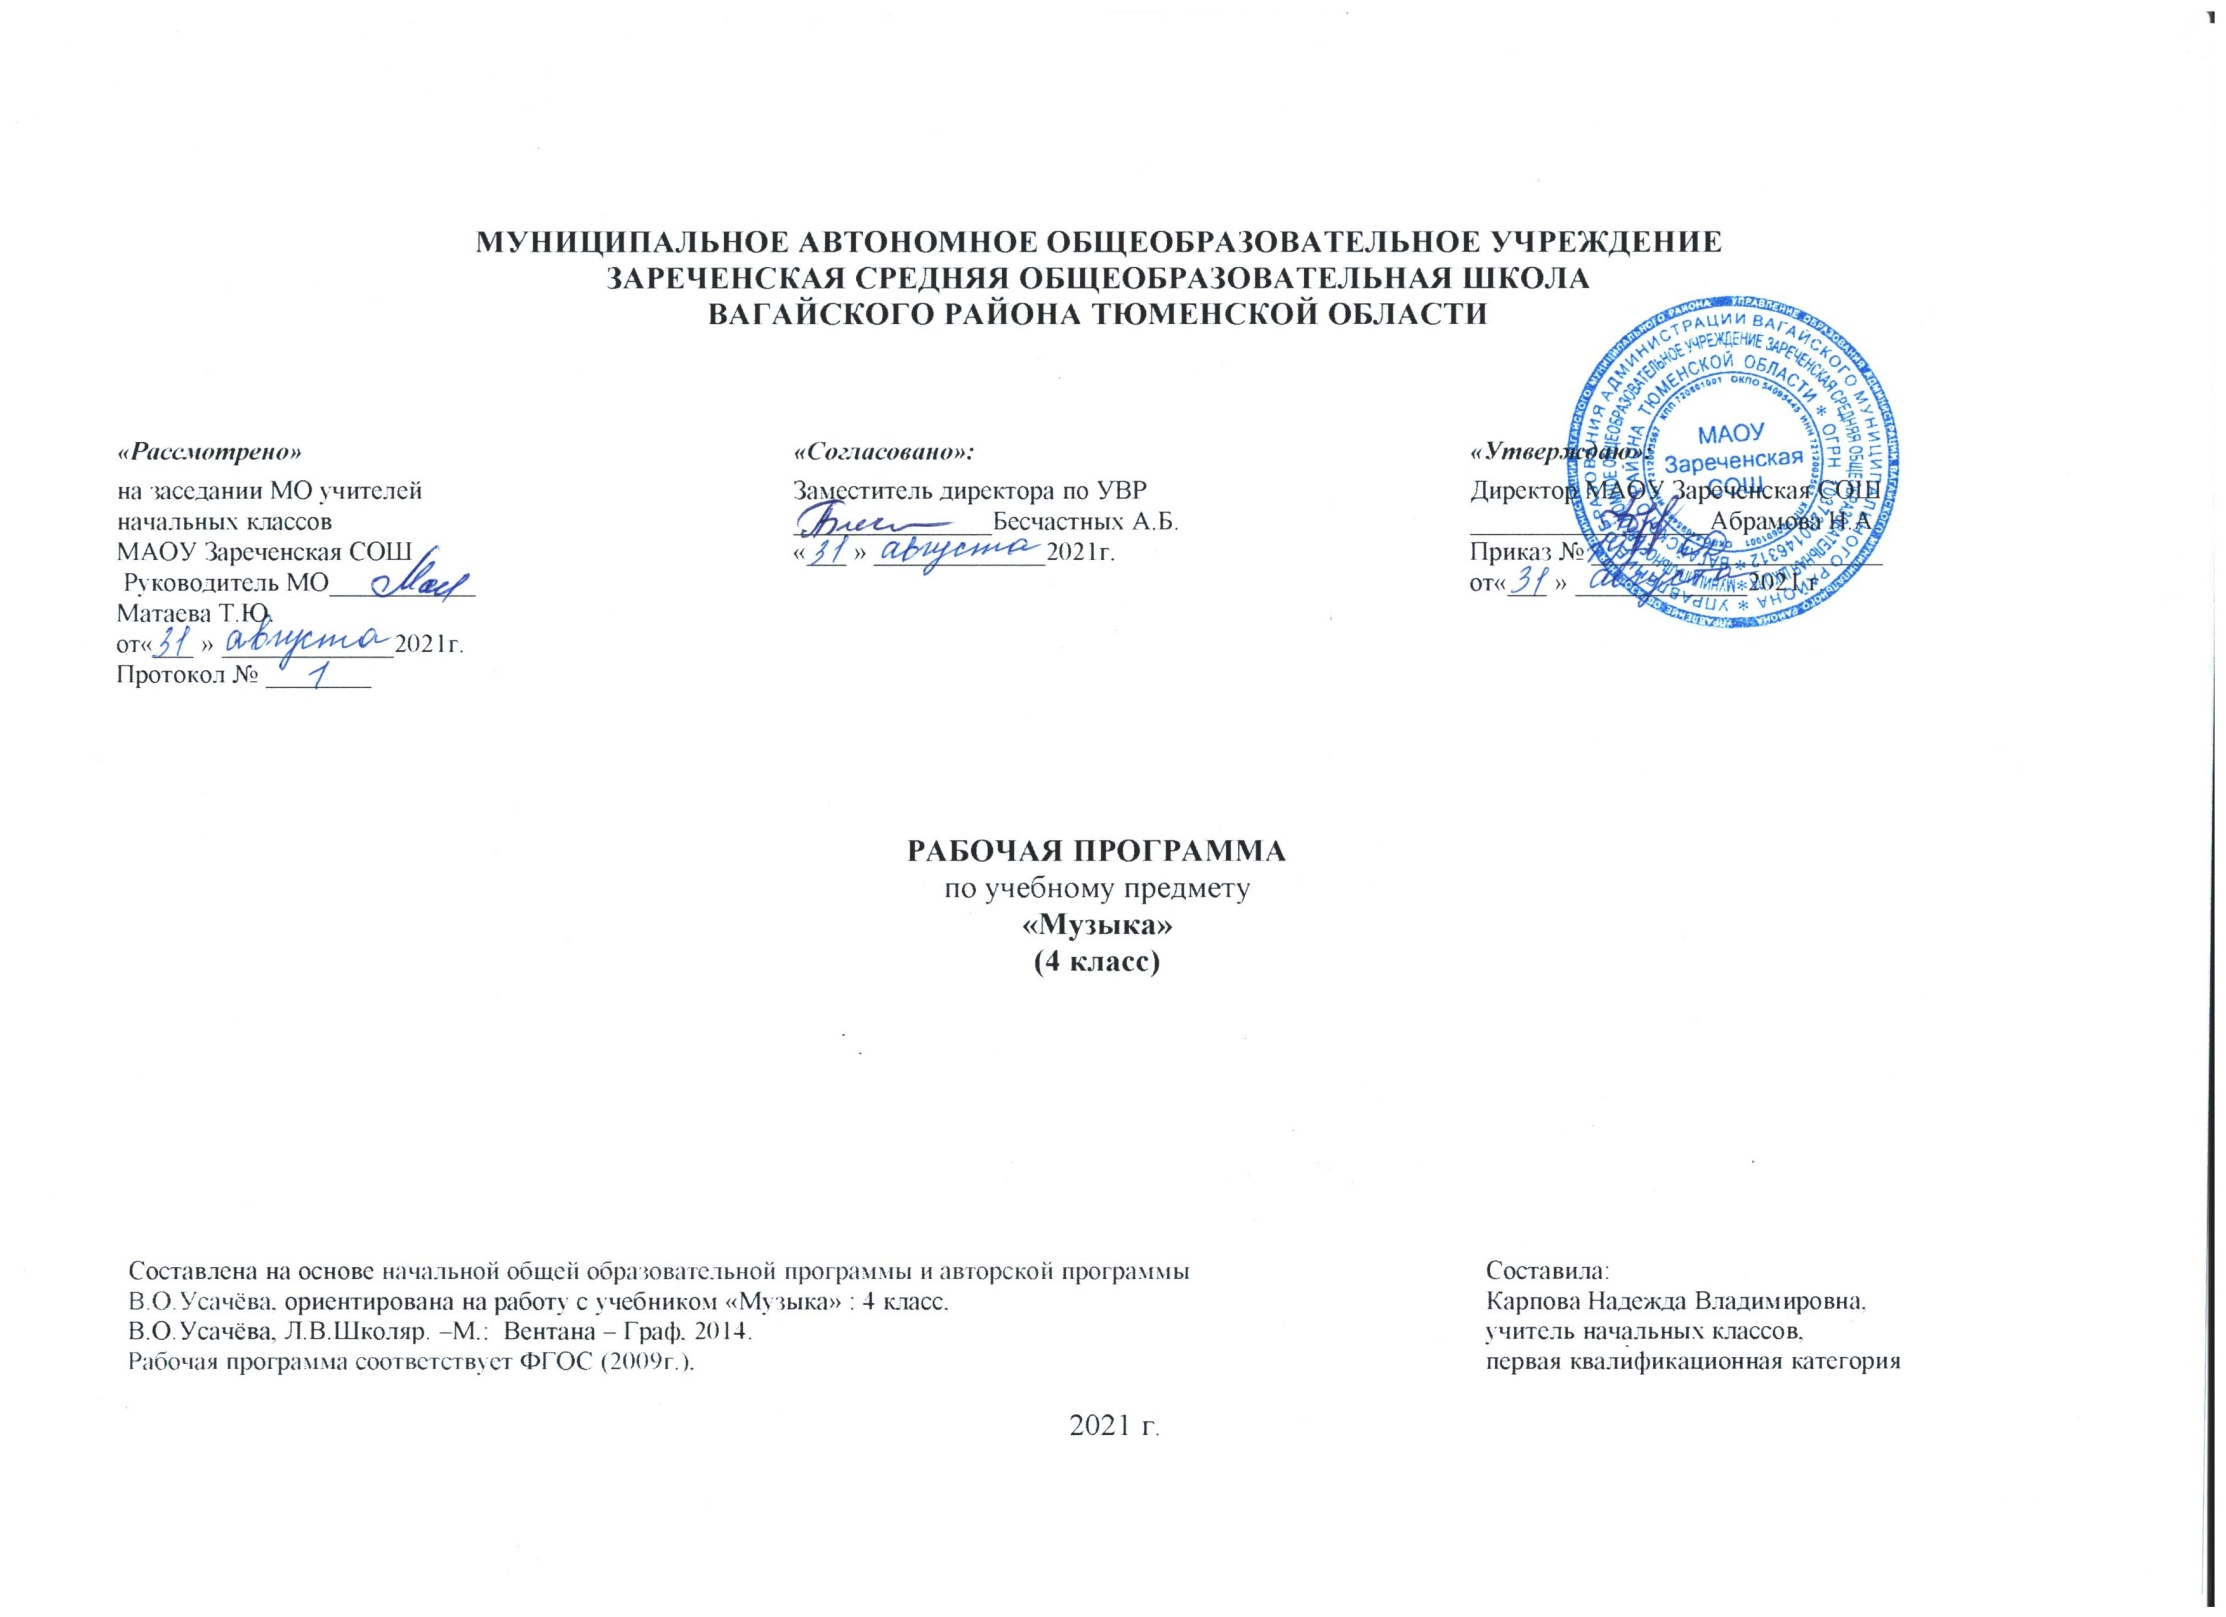 МУНИЦИПАЛЬНОЕ АВТОНОМНОЕ ОБЩЕОБРАЗОВАТЕЛЬНОЕ УЧРЕЖДЕНИЕ
ЗАРЕЧЕНСКАЯ СРЕДНЯЯ ОБЩЕОБРАЗОВАТЕЛЬНАЯ ШКОЛА
ВАГАЙСКОГО РАЙОНА ТЮМЕНСКОЙ ОБЛАСТИ
«Рассмотрено»
на заседании МО учителей
начальных классов
МАОУ Зареченская СОШ
Руководитель МО____________
Матаева Т.Ю.
от« 31 » августа 2021г.
Протокол № 1
«Согласовано»:
Заместитель директора по УВР
_______________Бесчастных А.Б.
« 31 » августа 2021г.
«Утверждаю»:
Директор МАОУ Зареченская СОШ
Абрамова Н.А
Приказ №
от« 31 » августа 2021 г
МАОУ
Зареченская
СОШ
РАБОЧАЯ ПРОГРАММА
по учебному предмету
«Музыка»
(4 класс)
Составлена на основе начальной общей образовательной программы и авторской программы
В.О.Усачёва, ориентирована на работу с учебником «Музыка» : 4 класс.
В.О.Усачёва, Л.В.Школяр. –М.: Вентана – Граф, 2014.
Рабочая программа соответствует ФГОС (2009г.).
Составила:
Карпова Надежда Владимировна,
учитель начальных классов,
первая квалификационная категория
2021 г.